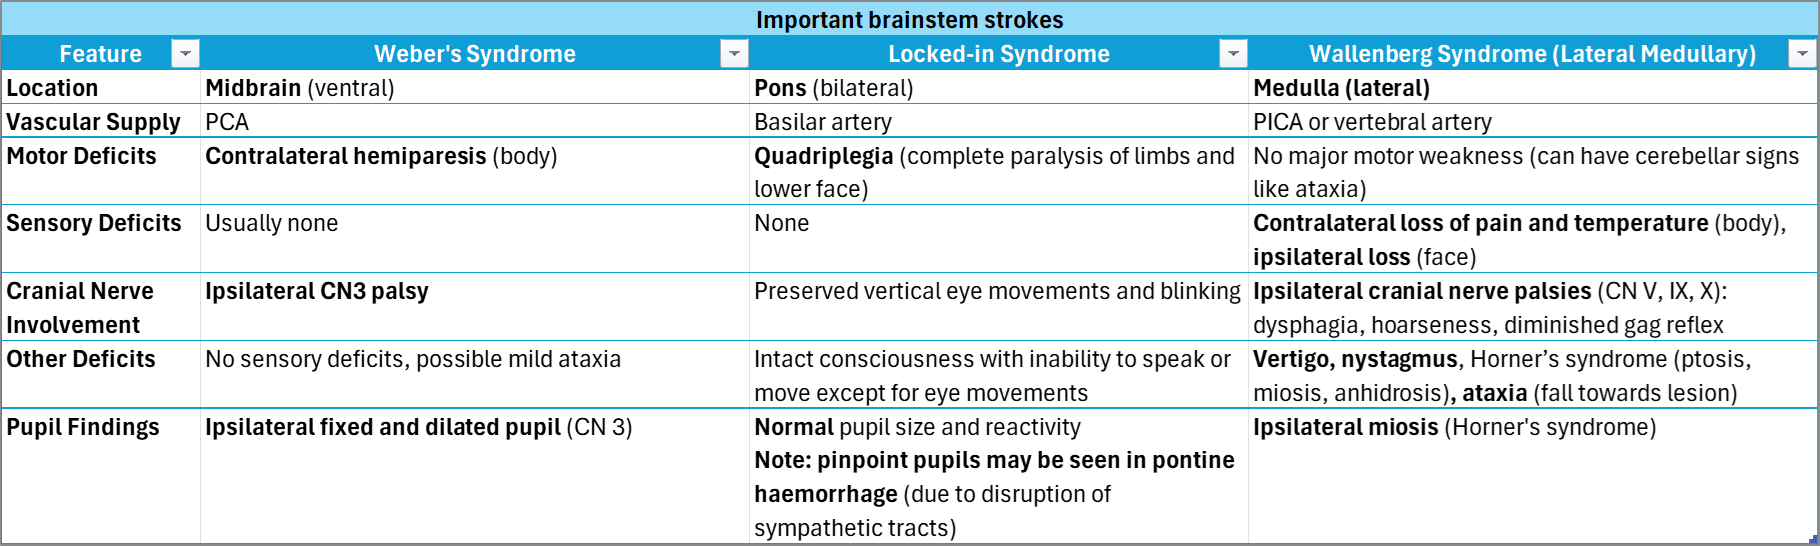 Important brainstem strokes
Feature Weber's Syndrome Locked-in Syndrome Wallenberg Syndrome (Lateral Medullary)
Location Midbrain (ventral) Pons (bilateral) Medulla (lateral)
Vascular Supply PCA Basilar artery PICA or vertebral artery
Motor Deficits Contralateral hemiparesis (body) Quadriplegia (complete paralysis of limbs and No major motor weakness (can have cerebellar signs
lower face) like ataxia)
Sensory Deficits Usually none None Contralateral loss of pain and temperature (body),
ipsilateral loss (face)
Cranial Nerve Ipsilateral CN3 palsy Preserved vertical eye movements and blinking Ipsilateral cranial nerve palsies (CN V, IX, X):
Involvement dysphagia, hoarseness, diminished gag reflex
Other Deficits No sensory deficits, possible mild ataxia Intact consciousness with inability to speak or Vertigo, nystagmus, Horner’s syndrome (ptosis,
move except for eye movements miosis, anhidrosis), ataxia (fall towards lesion)
Pupil Findings Ipsilateral fixed and dilated pupil (CN 3) Normal pupil size and reactivity Ipsilateral miosis (Horner's syndrome)
Note: pinpoint pupils may be seen in pontine
haemorrhage (due to disruption of
sympathetic tracts)